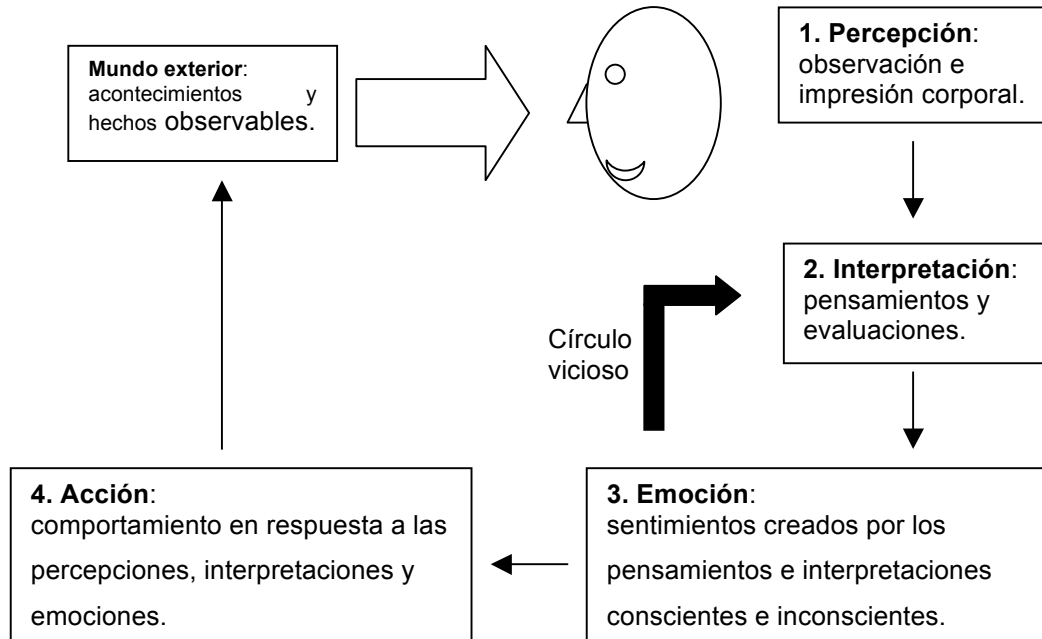 Mundo exterior:
acontecimientos y
hechos observables.
1. Percepción:
observación e
impresión corporal.
2. Interpretación:
pensamientos y
evaluaciones.
Círculo
vicioso
3. Emoción:
sentimientos creados por los
pensamientos e interpretaciones
conscientes e inconscientes.
4. Acción:
comportamiento en respuesta a las
percepciones, interpretaciones y
emociones.